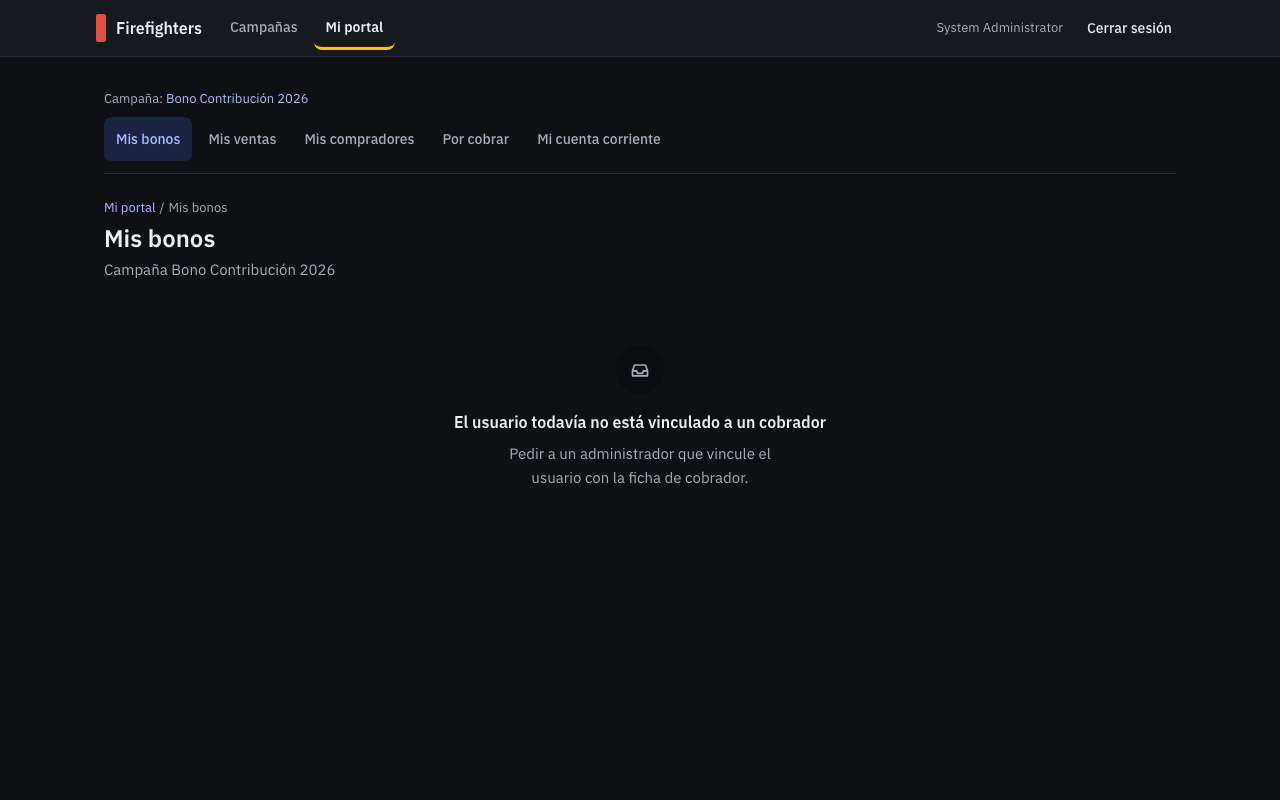 Firefighters
Campañas
Mi portal
System Administrator
Cerrar sesión
Campaña: Bono Contribución 2026
Mis bonos
Mis ventas
Mis compradores
Por cobrar
Mi cuenta corriente
Mi portal / Mis bonos
Mis bonos
Campaña Bono Contribución 2026
El usuario todavía no está vinculado a un cobrador
Pedir a un administrador que vincule el
usuario con la ficha de cobrador.